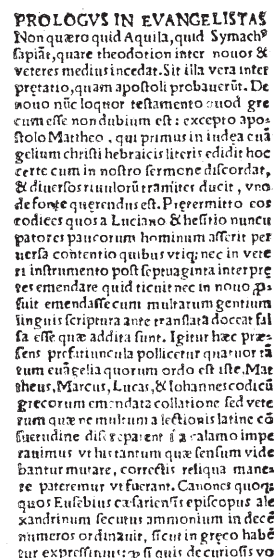 PROLOGVS IN EVANGELISTAS
Non quæro quid Aquila, quid Symachꝰ
sapiãt, quare theodotion inter nouos &
veteres medius incedat. Sit illa vera inter
pretatio, quam apostoli probauerũt. De
nouo nũc loquor testamento quod gre
cum esse non dubium est: excepto apo⸗
stolo Mattheo, qui primus in iudea euã
gelium christi hebraicis literis edidit hoc
certe cum in nostro sermone discordat,
& diuersos riuulorũ tramites ducit, vno
de fonte querendus est. Pretermitto eos
codices quos a Luciano & hesitio nuncu
patores paucorum hominum asserit per
uersa contentio quibus vtiqꝫ nec in vete
ri instrumento post septuaginta interpre
tes emendare quid licuit nec in nouo ꝓ⸗
fuit emendasse cum multarum gentium
linguis scriptura ante translata doceat fal
sa esse quæ addita sunt. Igitur hæc præ⸗
sens prefatiuncula pollicetur quatuor tã
tum euãgelia quorum ordo est iste. Mat
theus, Marcus, Lucas, & Iohannes codicũ
grecorum emendata collatione sed vete
rum quæ ne multum a lectionis latine cõ
suetudine discreparent ita calamo impe
rauimus vt his tantum quæ sensum vide
bantur mutare, correctis reliqua mane⸗
re pateremur vt fuerant. Canones quoqꝫ
quos Eusebius cæsariensis episcopus ale
xandrinum secutus ammonium in decẽ
numeros ordinauit, sicut in greco habẽ
tur expressimus: ꝙ si quis de curiosis vo